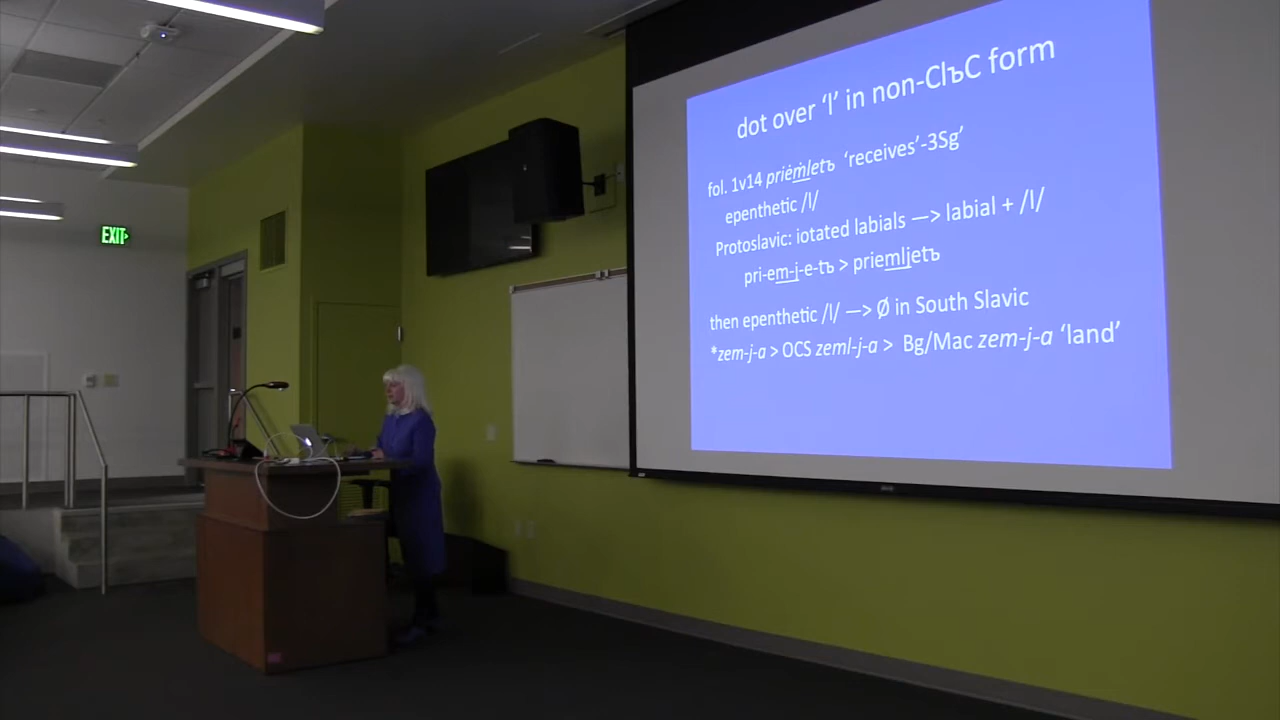 EXIT
dot over ‘l’ in non-ClъC form
fol. 1v14 priėṁletъ ‘receives’-3Sg’
epenthetic /l/
Protoslavic: iotated labials —> labial + /l/
pri-em-j-e-tъ > priemljetъ
then epenthetic /l/ —> Ø in South Slavic
*zem-j-a > OCS zeml-j-a > Bg/Mac zem-j-a ‘land’